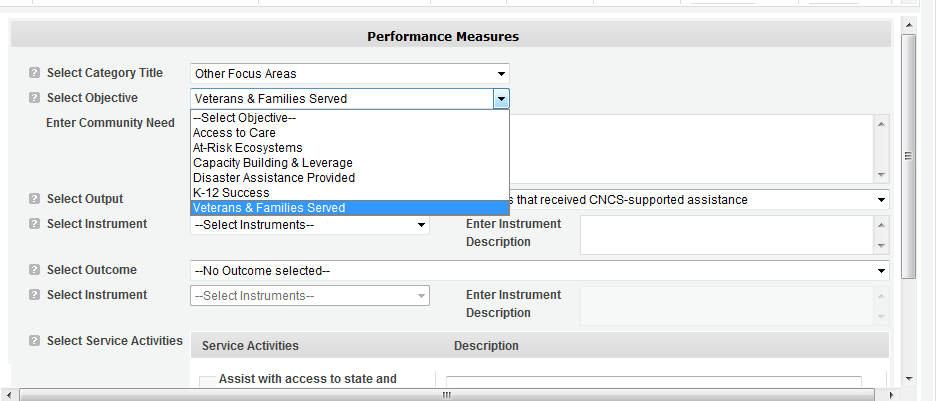 Performance Measures
Select Category Title
Other Focus Areas
Select Objective
Veterans & Families Served
--Select Objective--
Access to Care
At-Risk Ecosystems
Capacity Building & Leverage
Disaster Assistance Provided
K-12 Success
Veterans & Families Served
Enter Community Need
Select Output
that received CNCS-supported assistance
Select Instrument
--Select Instruments--
Enter Instrument
Description
Select Outcome
--No Outcome selected--
Select Instrument
--Select Instruments--
Enter Instrument
Description
Select Service Activities
Service Activities Description
Assist with access to state and